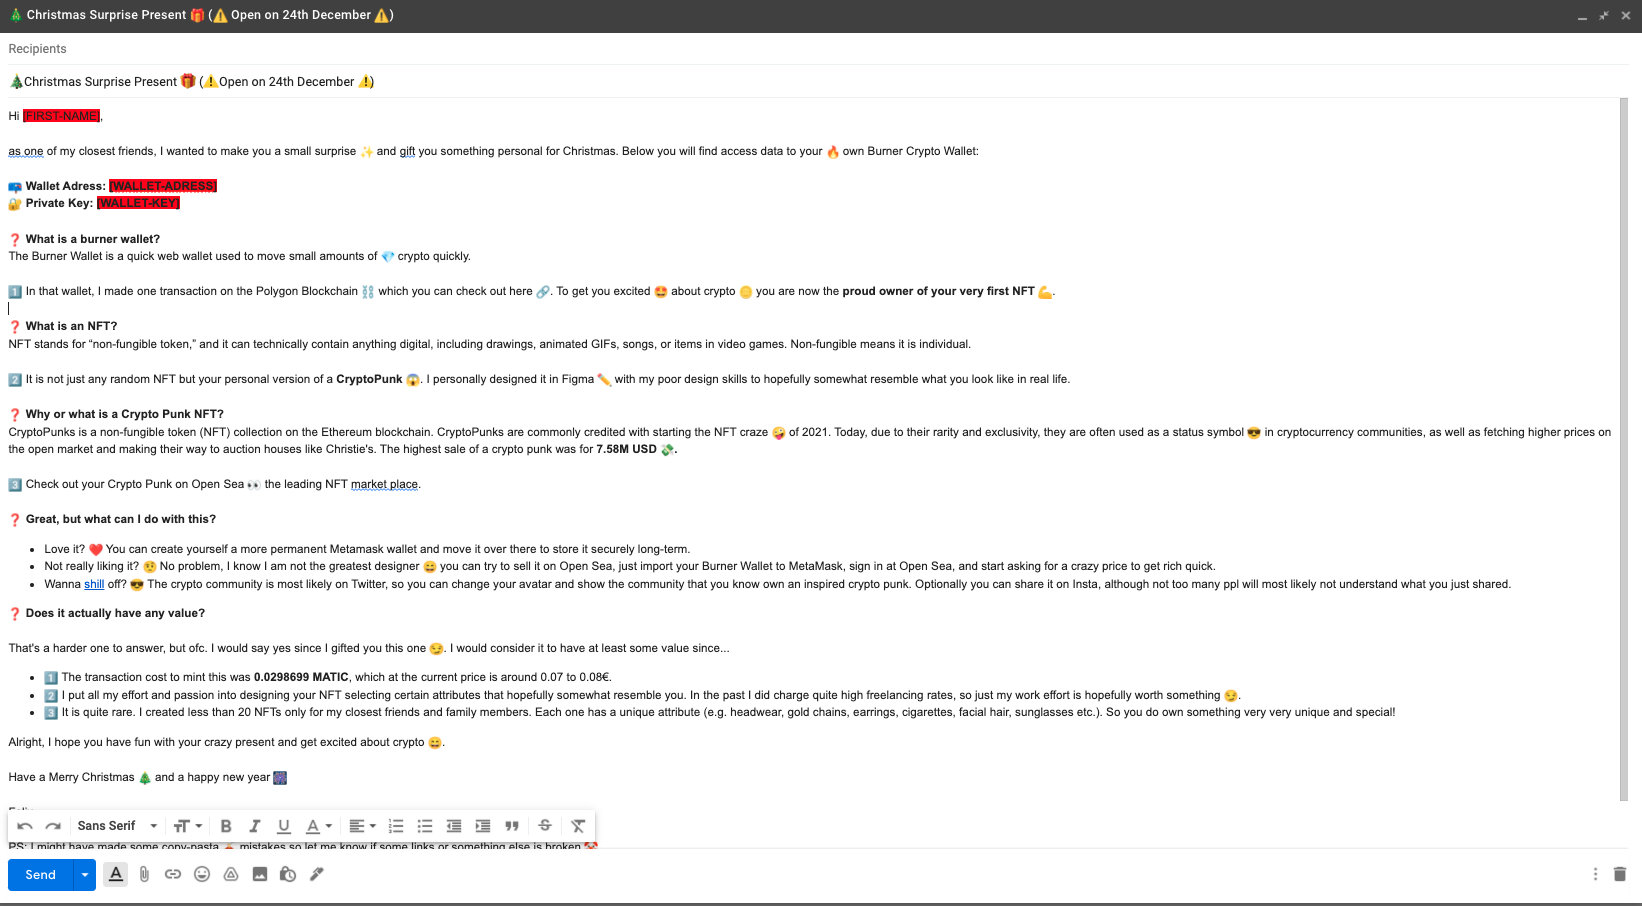 🎄 Christmas Surprise Present 🎁 (⚠️ Open on 24th December ⚠️)
Recipients
🎄Christmas Surprise Present 🎁 (⚠️Open on 24th December ⚠️)
Hi [FIRST-NAME],
as one of my closest friends, I wanted to make you a small surprise ✨ and gift you something personal for Christmas. Below you will find access data to your 🔥 own Burner Crypto Wallet:
📪 Wallet Adress: [WALLET-ADRESS]
🔐 Private Key: [WALLET-KEY]
❓ What is a burner wallet?
The Burner Wallet is a quick web wallet used to move small amounts of 💎 crypto quickly.
1️⃣ In that wallet, I made one transaction on the Polygon Blockchain ⛓️ which you can check out here 🔗. To get you excited 🤩 about crypto 🪙 you are now the proud owner of your very first NFT 💪.
❓ What is an NFT?
NFT stands for “non-fungible token,” and it can technically contain anything digital, including drawings, animated GIFs, songs, or items in video games. Non-fungible means it is individual.
2️⃣ It is not just any random NFT but your personal version of a CryptoPunk 😱. I personally designed it in Figma ✏️ with my poor design skills to hopefully somewhat resemble what you look like in real life.
❓ Why or what is a Crypto Punk NFT?
CryptoPunks is a non-fungible token (NFT) collection on the Ethereum blockchain. CryptoPunks are commonly credited with starting the NFT craze 🤪 of 2021. Today, due to their rarity and exclusivity, they are often used as a status symbol 😎 in cryptocurrency communities, as well as fetching higher prices on
the open market and making their way to auction houses like Christie's. The highest sale of a crypto punk was for 7.58M USD 💸.
3️⃣ Check out your Crypto Punk on Open Sea 👀 the leading NFT market place.
❓ Great, but what can I do with this?
• Love it? ❤️ You can create yourself a more permanent Metamask wallet and move it over there to store it securely long-term.
• Not really liking it? 🤨 No problem, I know I am not the greatest designer 😄 you can try to sell it on Open Sea, just import your Burner Wallet to MetaMask, sign in at Open Sea, and start asking for a crazy price to get rich quick.
• Wanna shill off? 😎 The crypto community is most likely on Twitter, so you can change your avatar and show the community that you know own an inspired crypto punk. Optionally you can share it on Insta, although not too many ppl will most likely not understand what you just shared.
❓ Does it actually have any value?
That's a harder one to answer, but ofc. I would say yes since I gifted you this one 😏. I would consider it to have at least some value since...
• 1️⃣ The transaction cost to mint this was 0.0298699 MATIC, which at the current price is around 0.07 to 0.08€.
• 2️⃣ I put all my effort and passion into designing your NFT selecting certain attributes that hopefully somewhat resemble you. In the past I did charge quite high freelancing rates, so just my work effort is hopefully worth something 😏.
• 3️⃣ It is quite rare. I created less than 20 NFTs only for my closest friends and family members. Each one has a unique attribute (e.g. headwear, gold chains, earrings, cigarettes, facial hair, sunglasses etc.). So you do own something very very unique and special!
Alright, I hope you have fun with your crazy present and get excited about crypto 😄.
Have a Merry Christmas 🎄 and a happy new year 🎆
Sans Serif
PS: I might have made some copy-pasta 🍝 mistakes so let me know if some links or something else is broken
Send